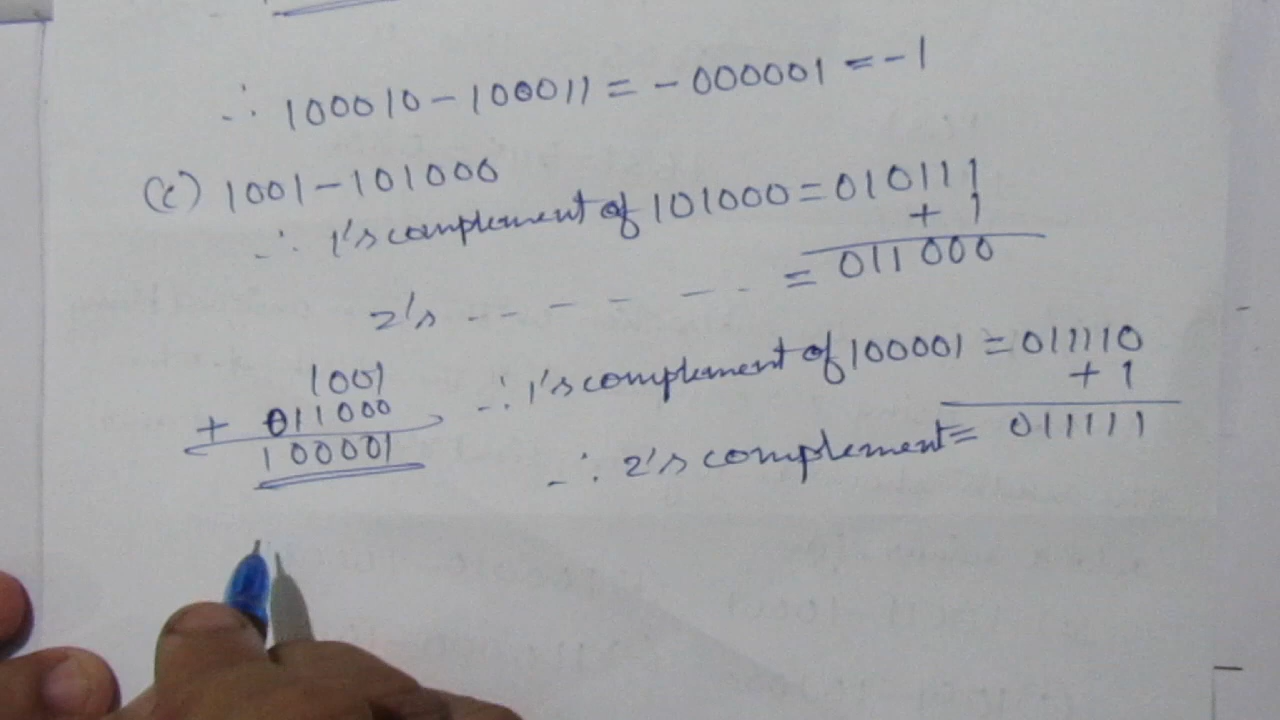 ∴ 100010 - 100011 = - 000001 = - 1
(c) 1001 - 101000
∴ 1's complement of 101000 = 010111
+ 1
2's - - - - - - = 011000
1001
+ 011000
100001
∴ 1's complement of 100001 = 011110
+ 1
∴ 2's complement = 011111